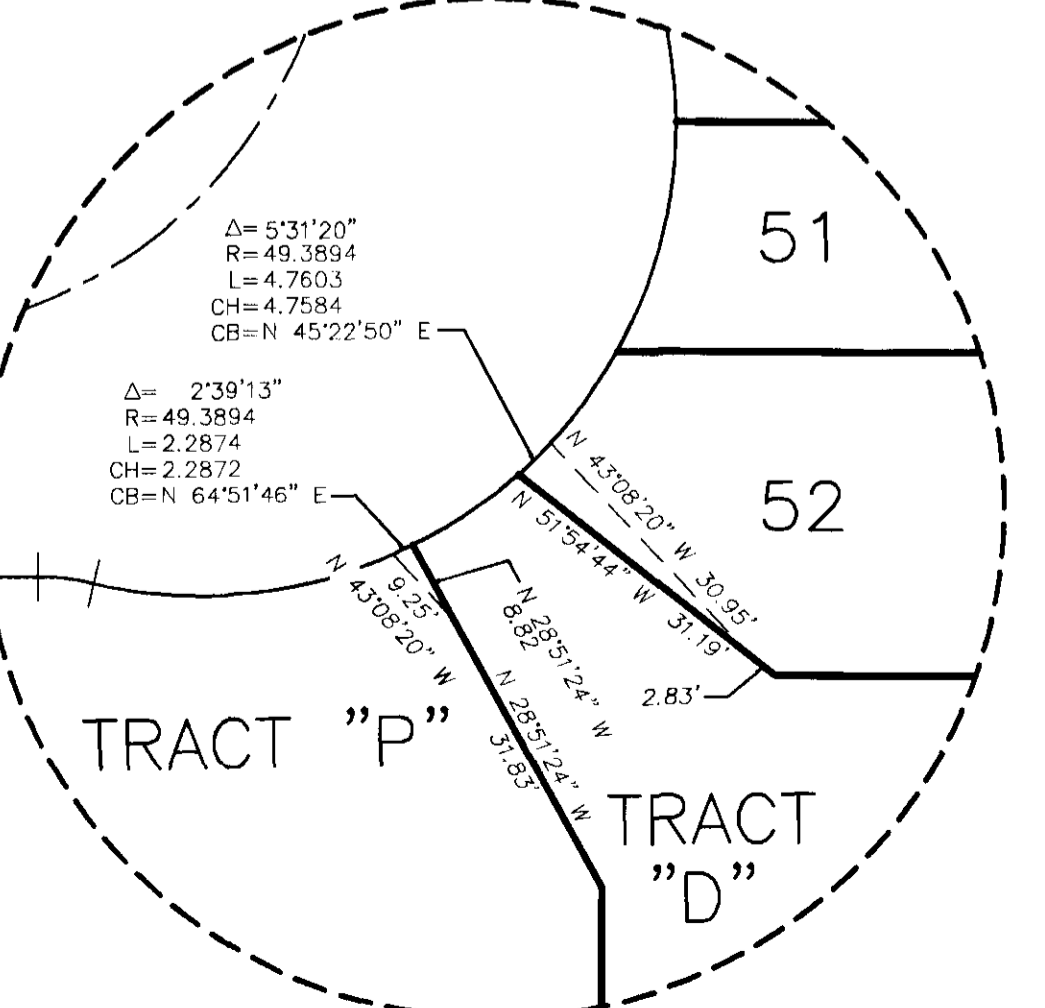 Δ= 5°31'20"
R=49.3894
L=4.7603
CH=4.7584
CB=N 45°22'50" E
51
Δ= 2°39'13"
R=49.3894
L=2.2874
CH=2.2872
CB=N 64°51'46" E
52
N 43°08'20" W 30.95'
N 51°54'44" W 31.19'
2.83'
9.25'
N 43°08'20" W
N 28°51'24" W
8.82
N 28°51'24" W
31.83'
TRACT "P"
TRACT
"D"